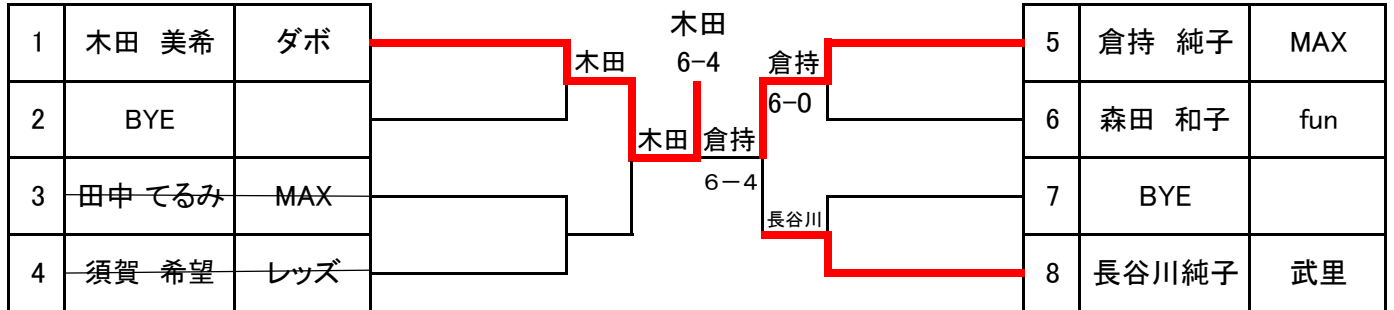 木田
1 木田 美希 ダボ
5 倉持 純子 MAX
木田 6-4 倉持
6-0
2 BYE
6 森田 和子 fun
木田 倉持
6－4
3 田中 てるみ MAX
7 BYE
長谷川
4 須賀 希望 レッズ
8 長谷川純子 武里